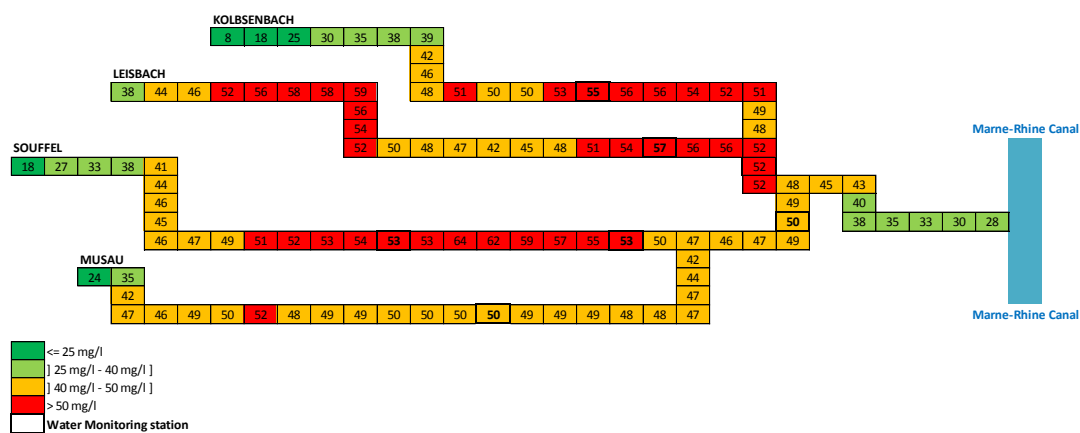 KOLBSENBACH
8 18 25 30 35 38 39
42
LEISBACH
46
38 44 46 52 56 58 58 59 48 51 50 50 53 55 56 56 54 52 51
56 49
54 48
Marne-Rhine Canal
52 50 48 47 42 45 48 51 54 57 56 56 52
SOUFFEL
18 27 33 38 41 52
44 52 48 45 43
46 49 40
45 50 38 35 33 30 28
46 47 49 51 52 53 54 53 53 64 62 59 57 55 53 50 47 46 47 49
MUSAU
42
24 35 44
42 47
47 46 49 50 52 48 49 49 50 50 50 50 49 49 49 48 48 47
Marne-Rhine Canal
<= 25 mg/l
] 25 mg/l - 40 mg/l ]
] 40 mg/l - 50 mg/l ]
> 50 mg/l
Water Monitoring station